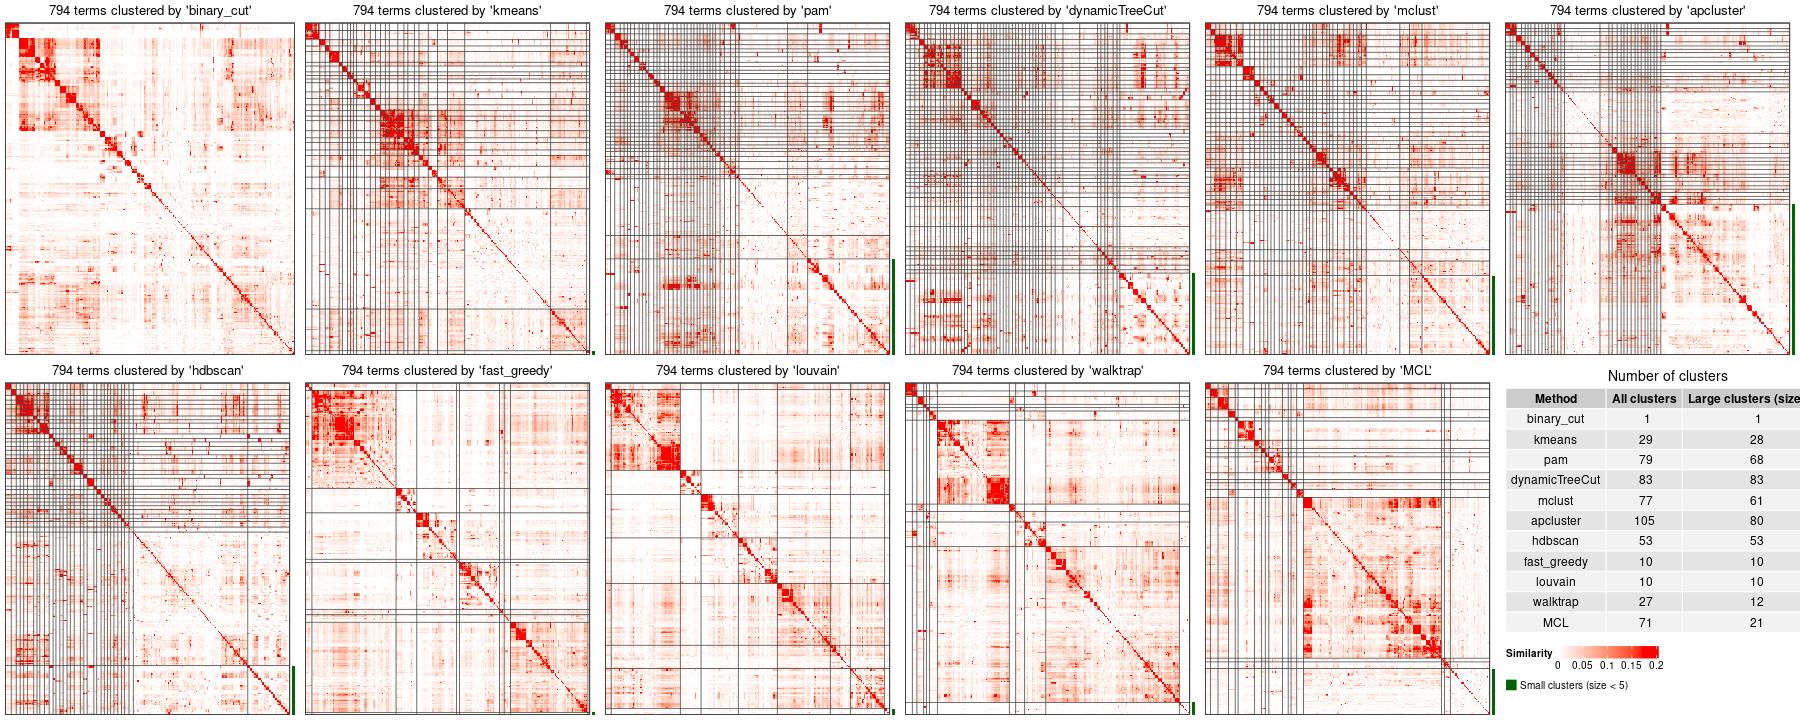 794 terms clustered by 'binary_cut'
794 terms clustered by 'kmeans'
794 terms clustered by 'pam'
794 terms clustered by 'dynamicTreeCut'
794 terms clustered by 'mclust'
794 terms clustered by 'apcluster'
794 terms clustered by 'hdbscan'
794 terms clustered by 'fast_greedy'
794 terms clustered by 'louvain'
794 terms clustered by 'walktrap'
794 terms clustered by 'MCL'
Number of clusters
Method All clusters Large clusters (size
binary_cut 1 1
kmeans 29 28
pam 79 68
dynamicTreeCut 83 83
mclust 77 61
apcluster 105 80
hdbscan 53 53
fast_greedy 10 10
louvain 10 10
walktrap 27 12
MCL 71 21
Similarity
0 0.05 0.1 0.15 0.2
Small clusters (size < 5)